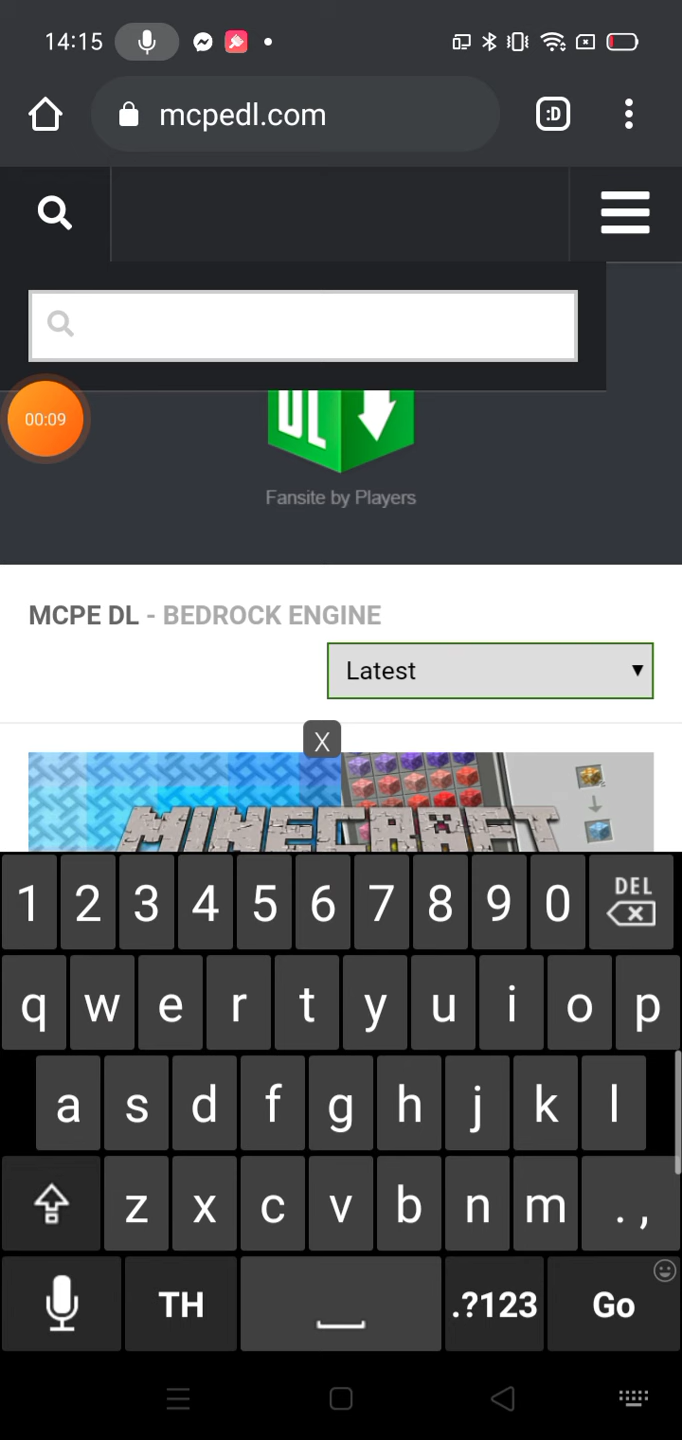 14:15
mcpedl.com
:D
00:09
DL
Fansite by Players
MCPE DL - BEDROCK ENGINE
Latest
X
MINECRAFT
1 2 3 4 5 6 7 8 9 0 DEL
q w e r t y u i o p
a s d f g h j k l
z x c v b n m . ,
TH .?123 Go